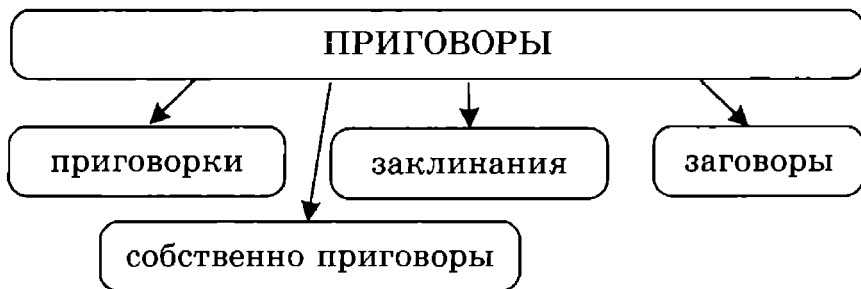 ПРИГОВОРЫ
приговорки
заклинания
заговоры
собственно приговоры